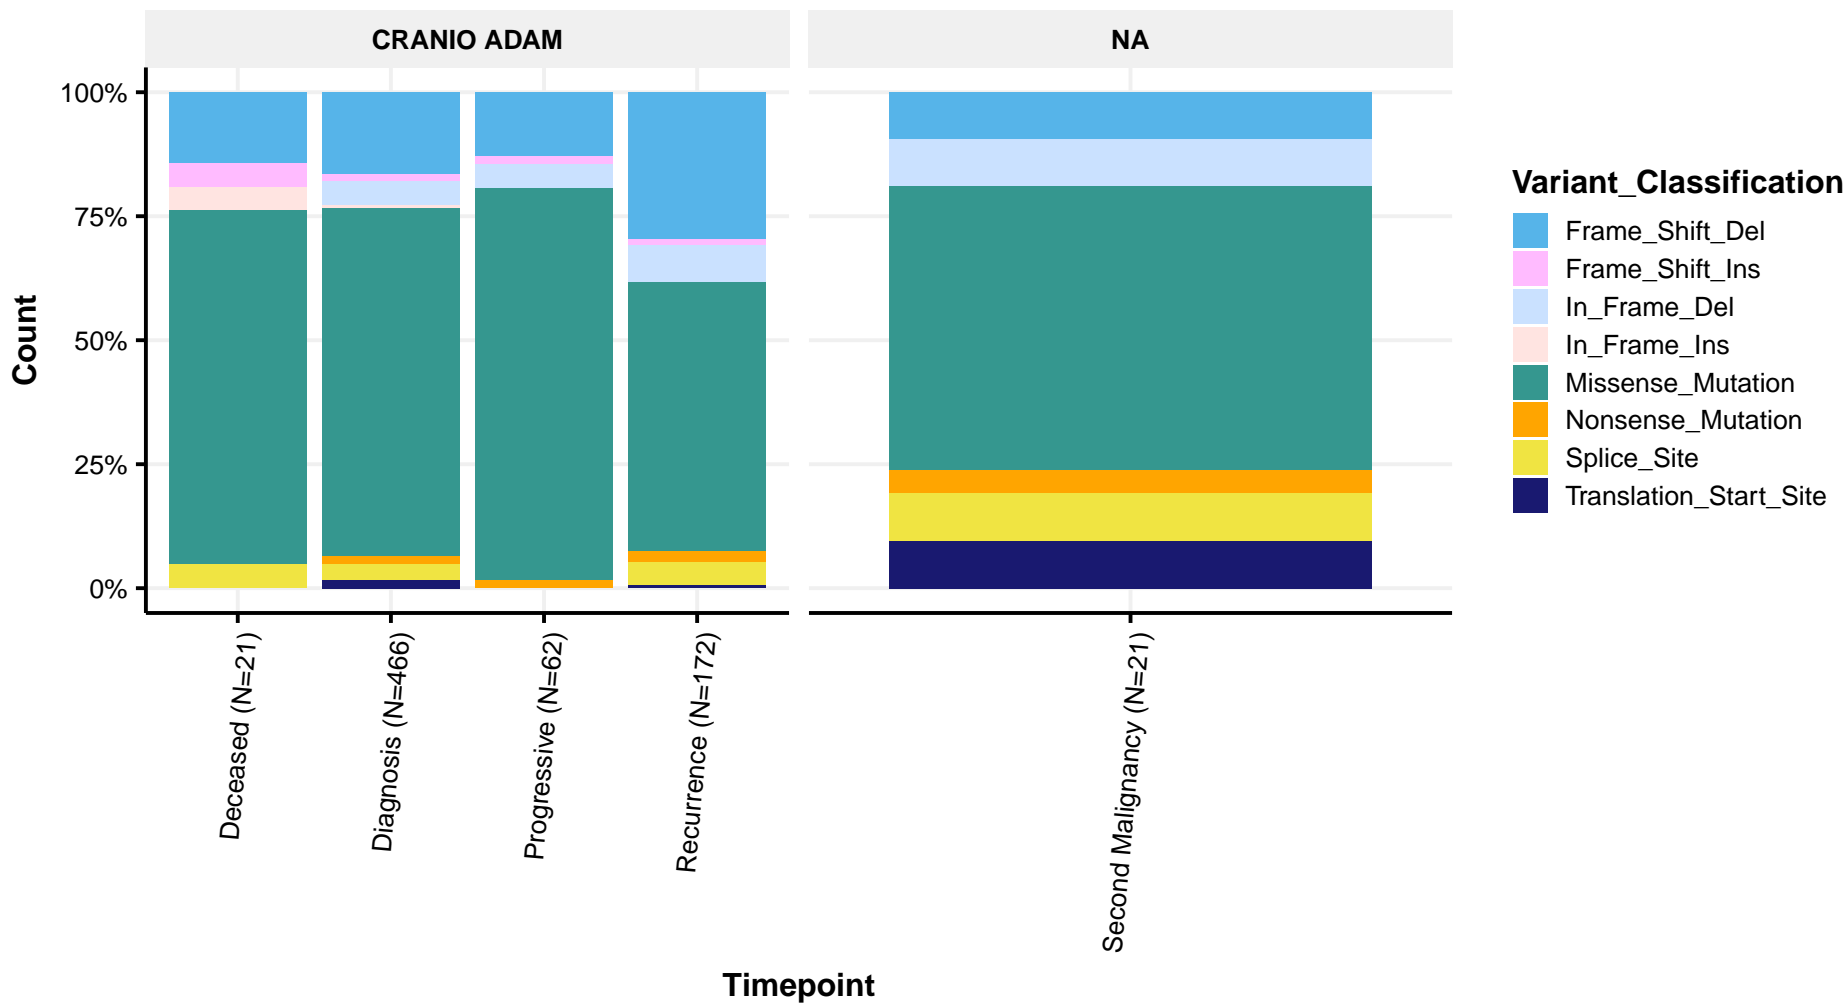 CRANIO ADAM
NA
Count
100%
75%
50%
25%
0%
Deceased (N=21)
Diagnosis (N=466)
Progressive (N=62)
Recurrence (N=172)
Second Malignancy (N=21)
Timepoint
Variant_Classification
Frame_Shift_Del
Frame_Shift_Ins
In_Frame_Del
In_Frame_Ins
Missense_Mutation
Nonsense_Mutation
Splice_Site
Translation_Start_Site